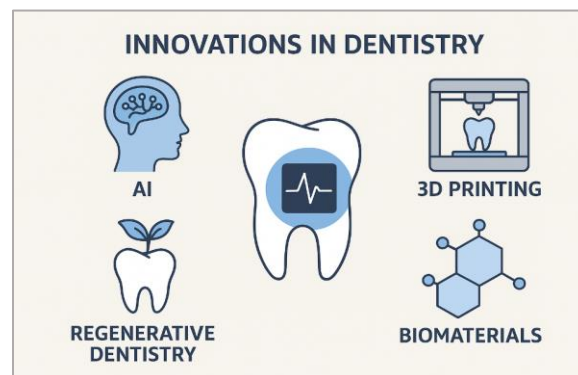 INNOVATIONS IN DENTISTRY
AI
3D PRINTING
REGENERATIVE
DENTISTRY
BIOMATERIALS